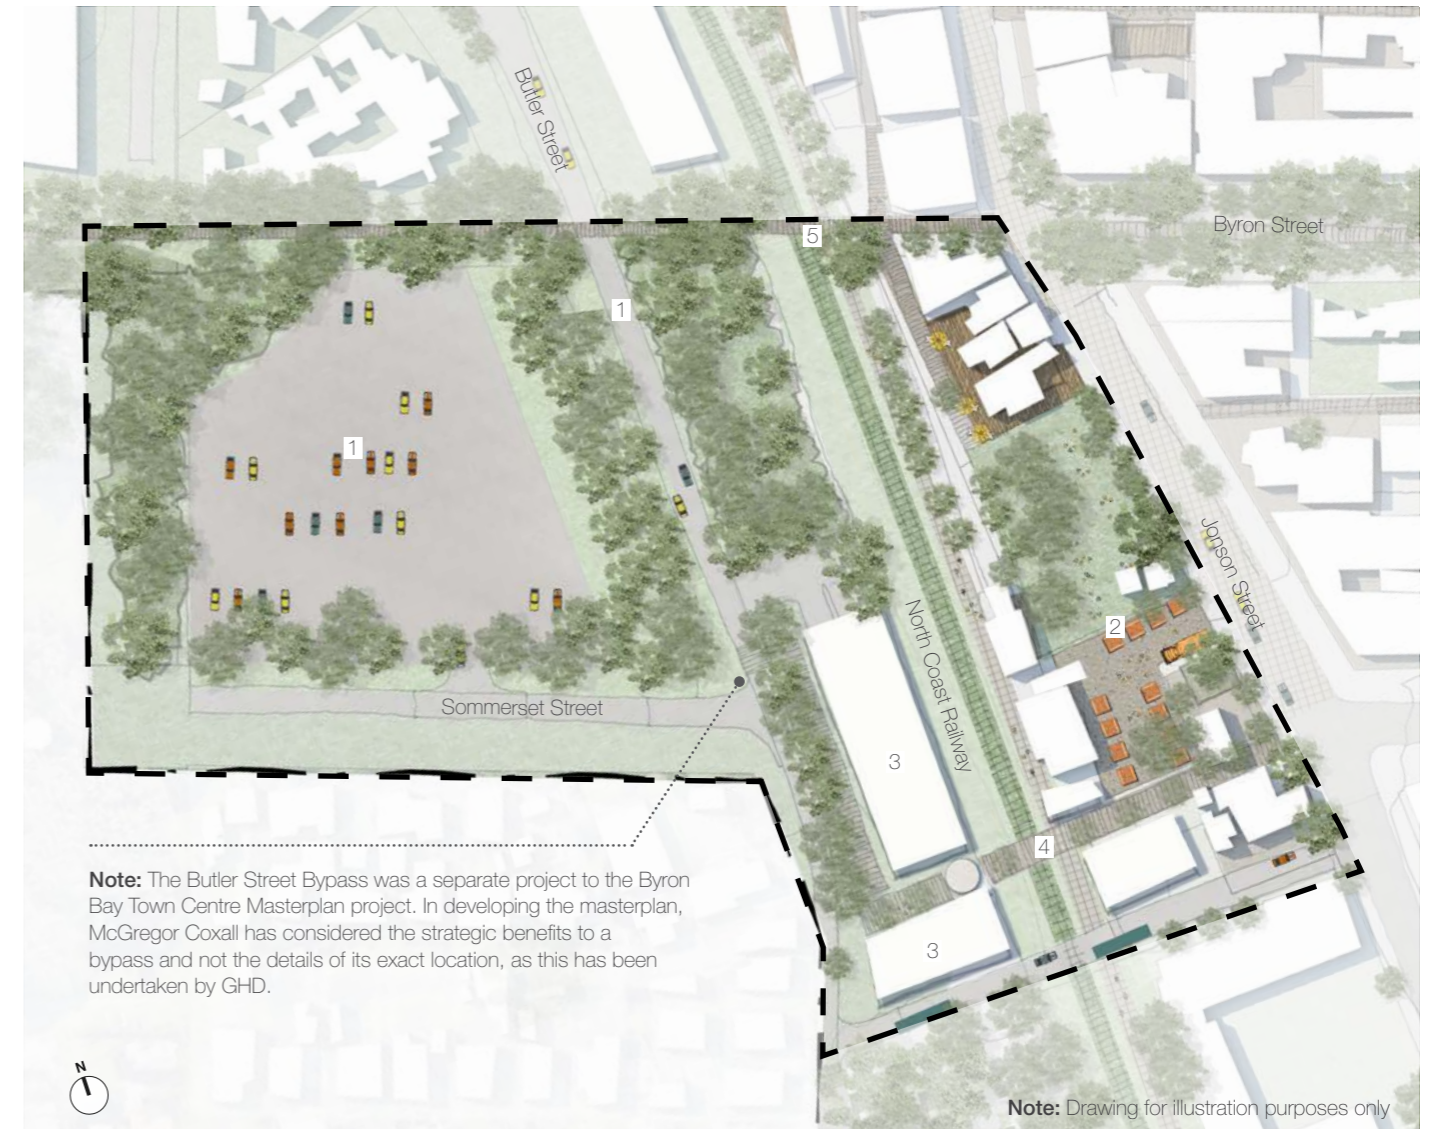 Butler Street
Byron Street
5
1
1
Jonson Street
2
North Coast Railway
Sommerset Street
3
4
3
Note: The Butler Street Bypass was a separate project to the Byron
Bay Town Centre Masterplan project. In developing the masterplan,
McGregor Coxall has considered the strategic benefits to a
bypass and not the details of its exact location, as this has been
undertaken by GHD.
N
Note: Drawing for illustration purposes only